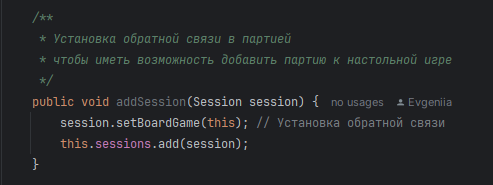 /**
* Установка обратной связи в партией
* чтобы иметь возможность добавить партию к настольной игре
*/
public void addSession(Session session) { no usages Evgeniia
session.setBoardGame(this); // Установка обратной связи
this.sessions.add(session);
}